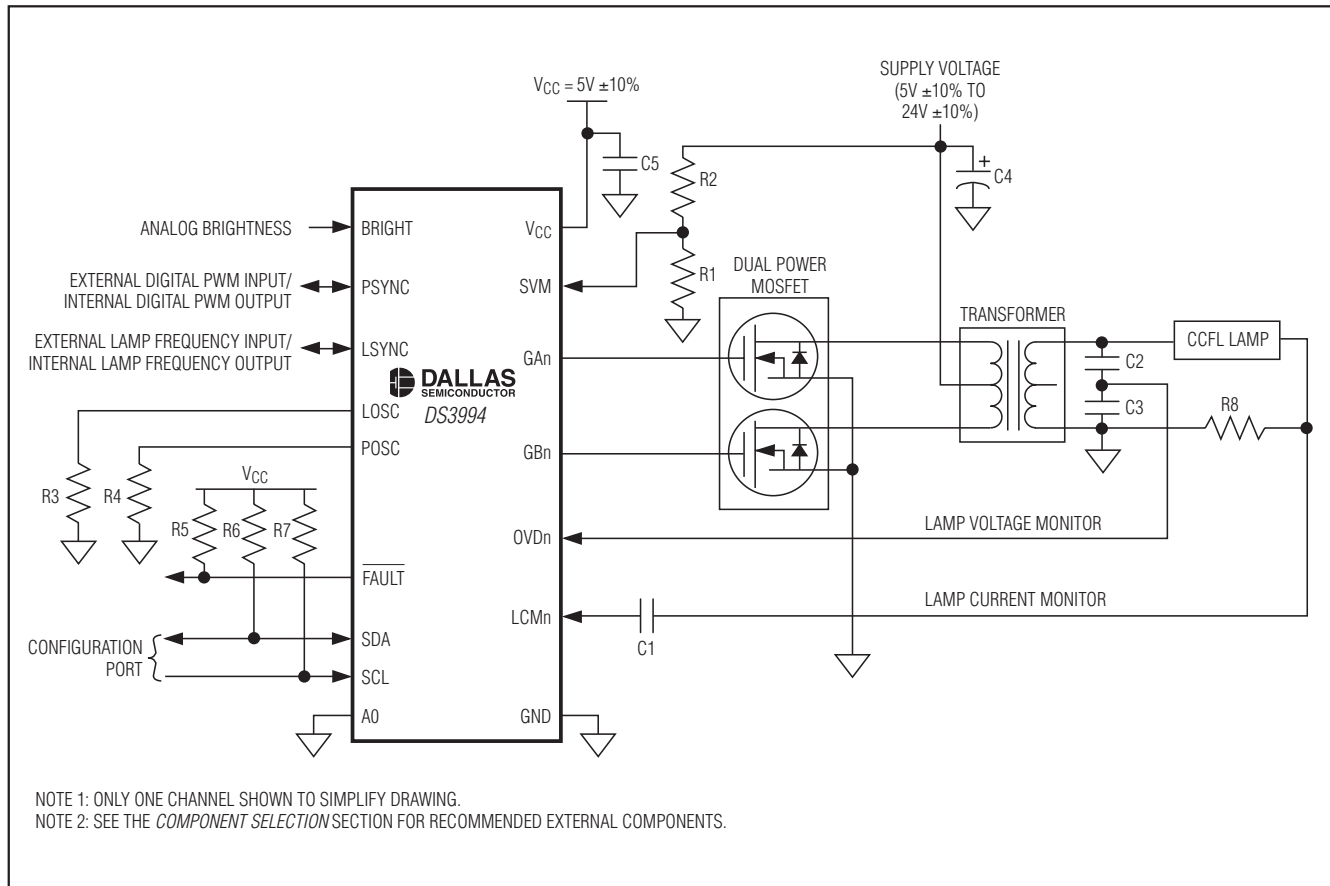 SUPPLY VOLTAGE
(5V ±10% TO
24V ±10%)
VCC = 5V ±10%
C5
R2
C4
ANALOG BRIGHTNESS
BRIGHT
VCC
R1
DUAL POWER
MOSFET
EXTERNAL DIGITAL PWM INPUT/
INTERNAL DIGITAL PWM OUTPUT
PSYNC
SVM
TRANSFORMER
EXTERNAL LAMP FREQUENCY INPUT/
INTERNAL LAMP FREQUENCY OUTPUT
LSYNC
GAn
CCFL LAMP
C2
DALLAS
SEMICONDUCTOR
DS3994
C3
R8
LOSC
POSC
GBn
VCC
R3
R4
R5
R6
R7
LAMP VOLTAGE MONITOR
OVDn
FAULT
LAMP CURRENT MONITOR
LCMn
C1
CONFIGURATION
PORT
SDA
SCL
A0
GND
NOTE 1: ONLY ONE CHANNEL SHOWN TO SIMPLIFY DRAWING.
NOTE 2: SEE THE COMPONENT SELECTION SECTION FOR RECOMMENDED EXTERNAL COMPONENTS.